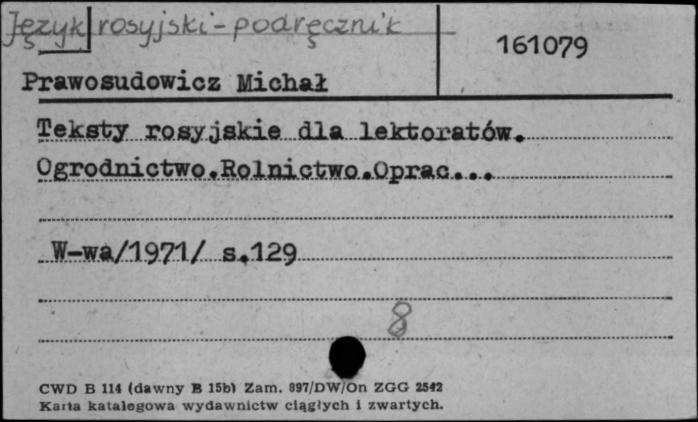 Język rosyjski - podręcznik
161079
Prawosudowicz Michał
Teksty rosyjskie dla lektoratów.
Ogrodnictwo.Rolnictwo.Oprac...
W-wa/1971/ s.129
8
CWD B 114 (dawny B 15b) Zam. 897/DW/On ZGG 2542
Karta katalogowa wydawnictw ciągłych i zwartych.